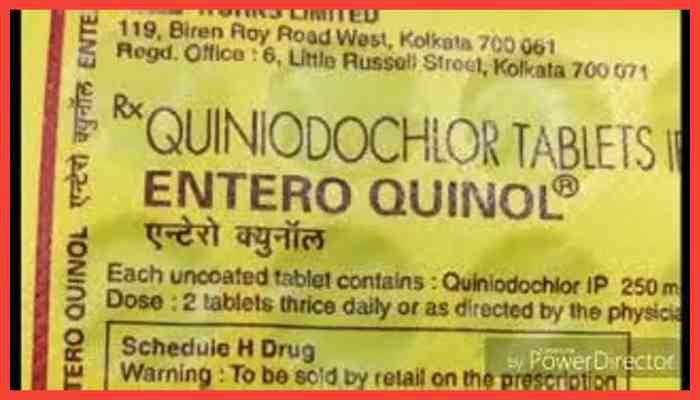 WORKS LIMITED
119, Biren Roy Road West, Kolkata 700 061
Regd. Office : 6, Little Russell Street, Kolkata 700 071
Rx QUINIODOCHLOR TABLETS
ENTERO QUINOL®
एन्टेरो क्युनॉल
Each uncoated tablet contains : Quiniodochlor IP 250
Dose : 2 tablets thrice daily or as directed by the
Schedule H Drug
Warning : To be sold by retail on the prescription
ENTERO QUINOL एन्टेरो क्युनॉल
by PowerDirector